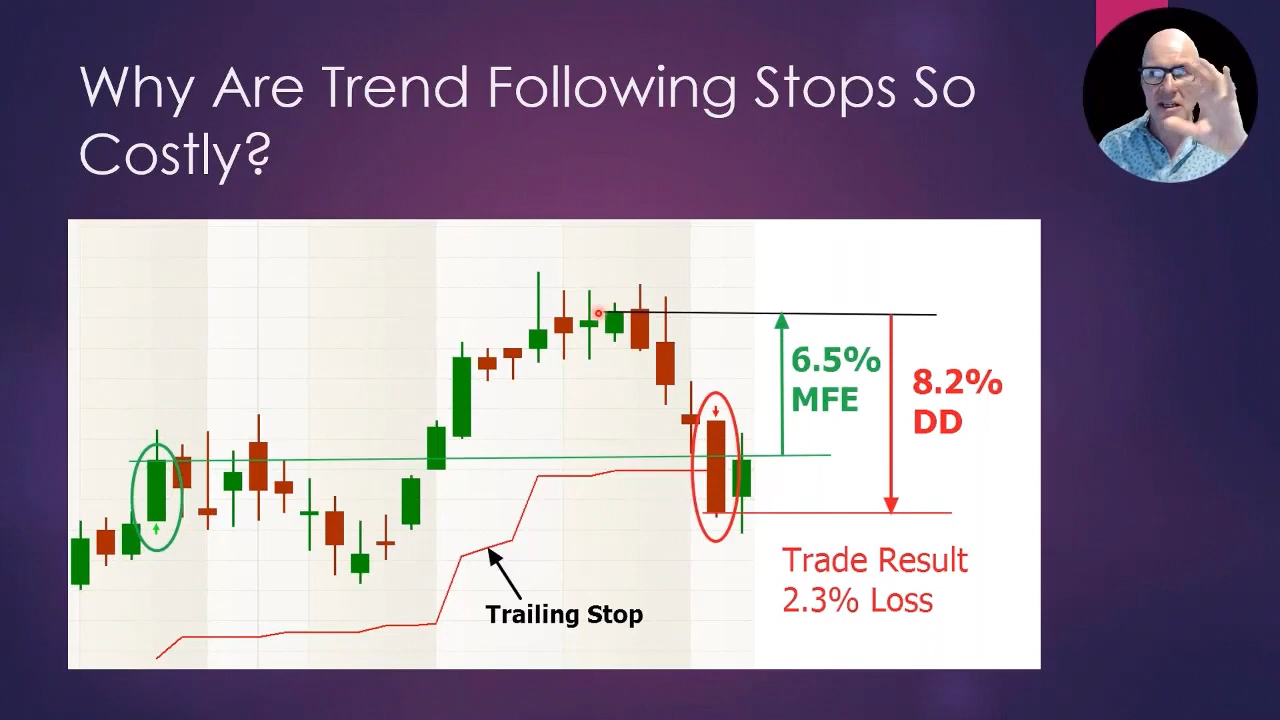 Why Are Trend Following Stops So
Costly?
6.5%
MFE
8.2%
DD
Trade Result
2.3% Loss
Trailing Stop